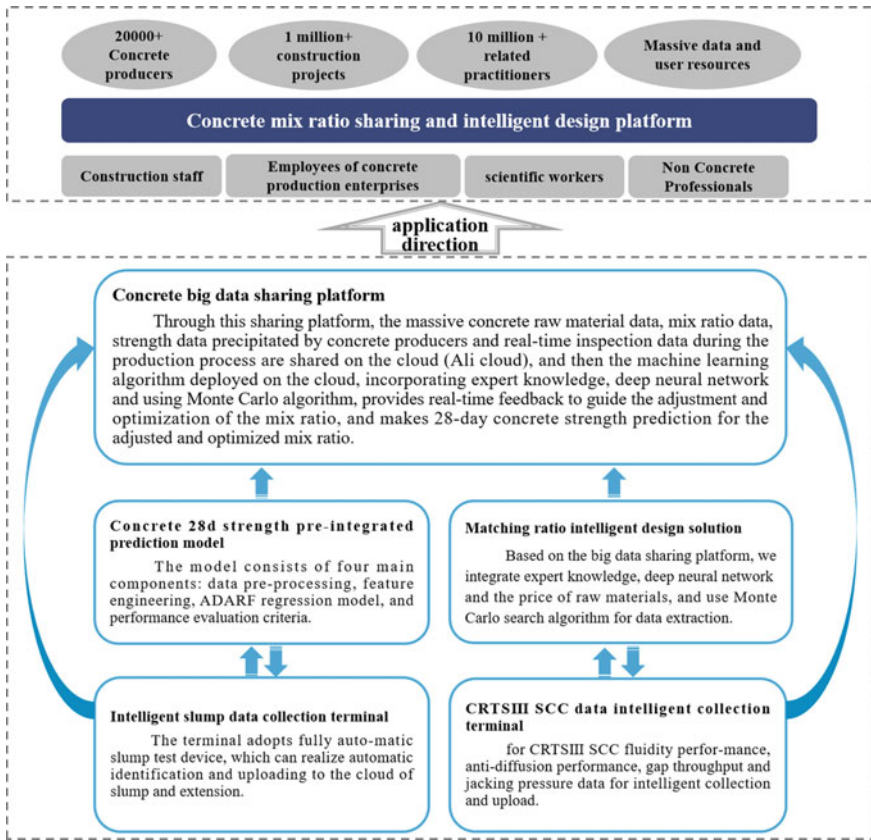 20000+
Concrete
producers
1 million+
construction
projects
10 million +
related
practitioners
Massive data and
user resources
Concrete mix ratio sharing and intelligent design platform
Construction staff
Employees of concrete
production enterprises
scientific workers
Non Concrete
Professionals
application
direction
Concrete big data sharing platform
Through this sharing platform, the massive concrete raw material data, mix ratio data,
strength data precipitated by concrete producers and real-time inspection data during the
production process are shared on the cloud (Ali cloud), and then the machine learning
algorithm deployed on the cloud, incorporating expert knowledge, deep neural network
and using Monte Carlo algorithm, provides real-time feedback to guide the adjustment and
optimization of the mix ratio, and makes 28-day concrete strength prediction for the
adjusted and optimized mix ratio.
Concrete 28d strength pre-integrated
prediction model
The model consists of four main
components: data pre-processing, feature
engineering, ADARF regression model, and
performance evaluation criteria.
Matching ratio intelligent design solution
Based on the big data sharing platform, we
integrate expert knowledge, deep neural network
and the price of raw materials, and use Monte
Carlo search algorithm for data extraction.
Intelligent slump data collection terminal
The terminal adopts fully auto-matic
slump test device, which can realize automatic
identification and uploading to the cloud of
slump and extension.
CRTSIII SCC data intelligent collection
terminal
for CRTSIII SCC fluidity perfor-mance,
anti-diffusion performance, gap throughput and
jacking pressure data for intelligent collection
and upload.